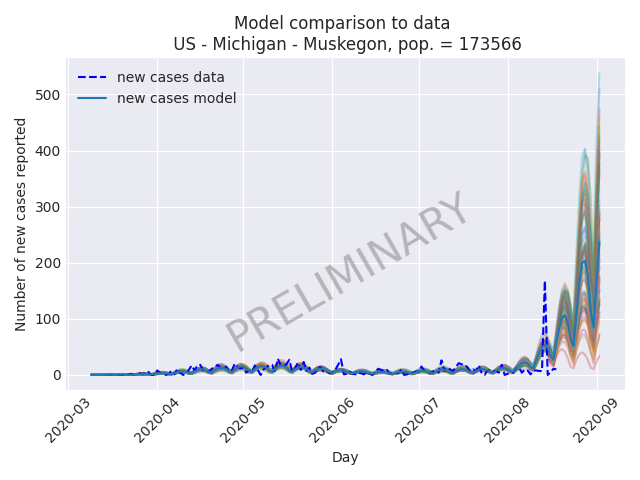 Model comparison to data
US - Michigan - Muskegon, pop. = 173566
new cases data
new cases model
Number of new cases reported
500
400
300
200
100
0
PRELIMINARY
2020-03
2020-04
2020-05
2020-06
2020-07
2020-08
2020-09
Day